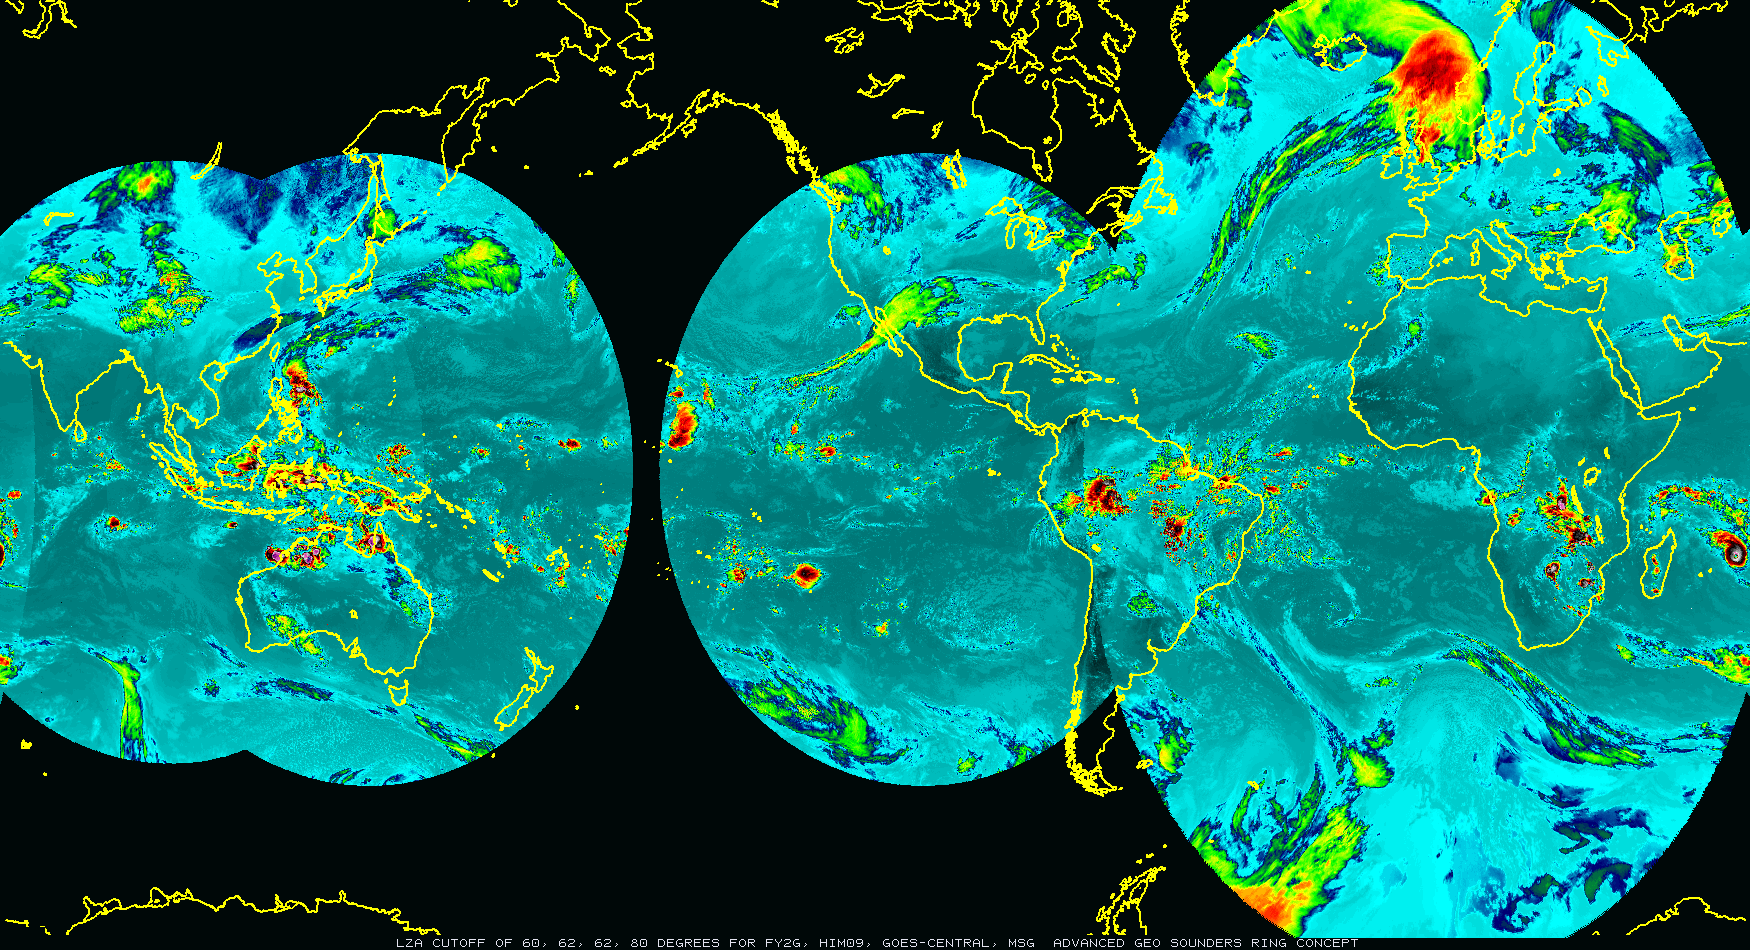 LZA CUTOFF OF 60, 62, 62, 80 DEGREES FOR FY2G, HIM09, GOES-CENTRAL, MSG  ADVANCED GEO SOUNDERS RING CONCEPT